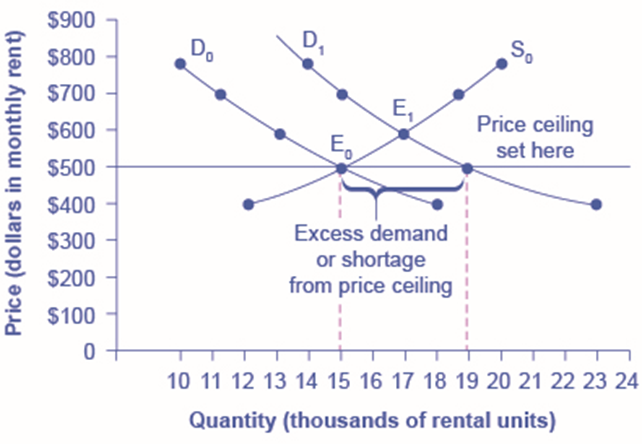 $900
$800
$700
$600
$500
$400
$300
$200
$100
0
Price (dollars in monthly rent)
D0
D1
S0
E1
E0
Price ceiling
set here
Excess demand
or shortage
from price ceiling
10 11 12 13 14 15 16 17 18 19 20 21 22 23 24
Quantity (thousands of rental units)